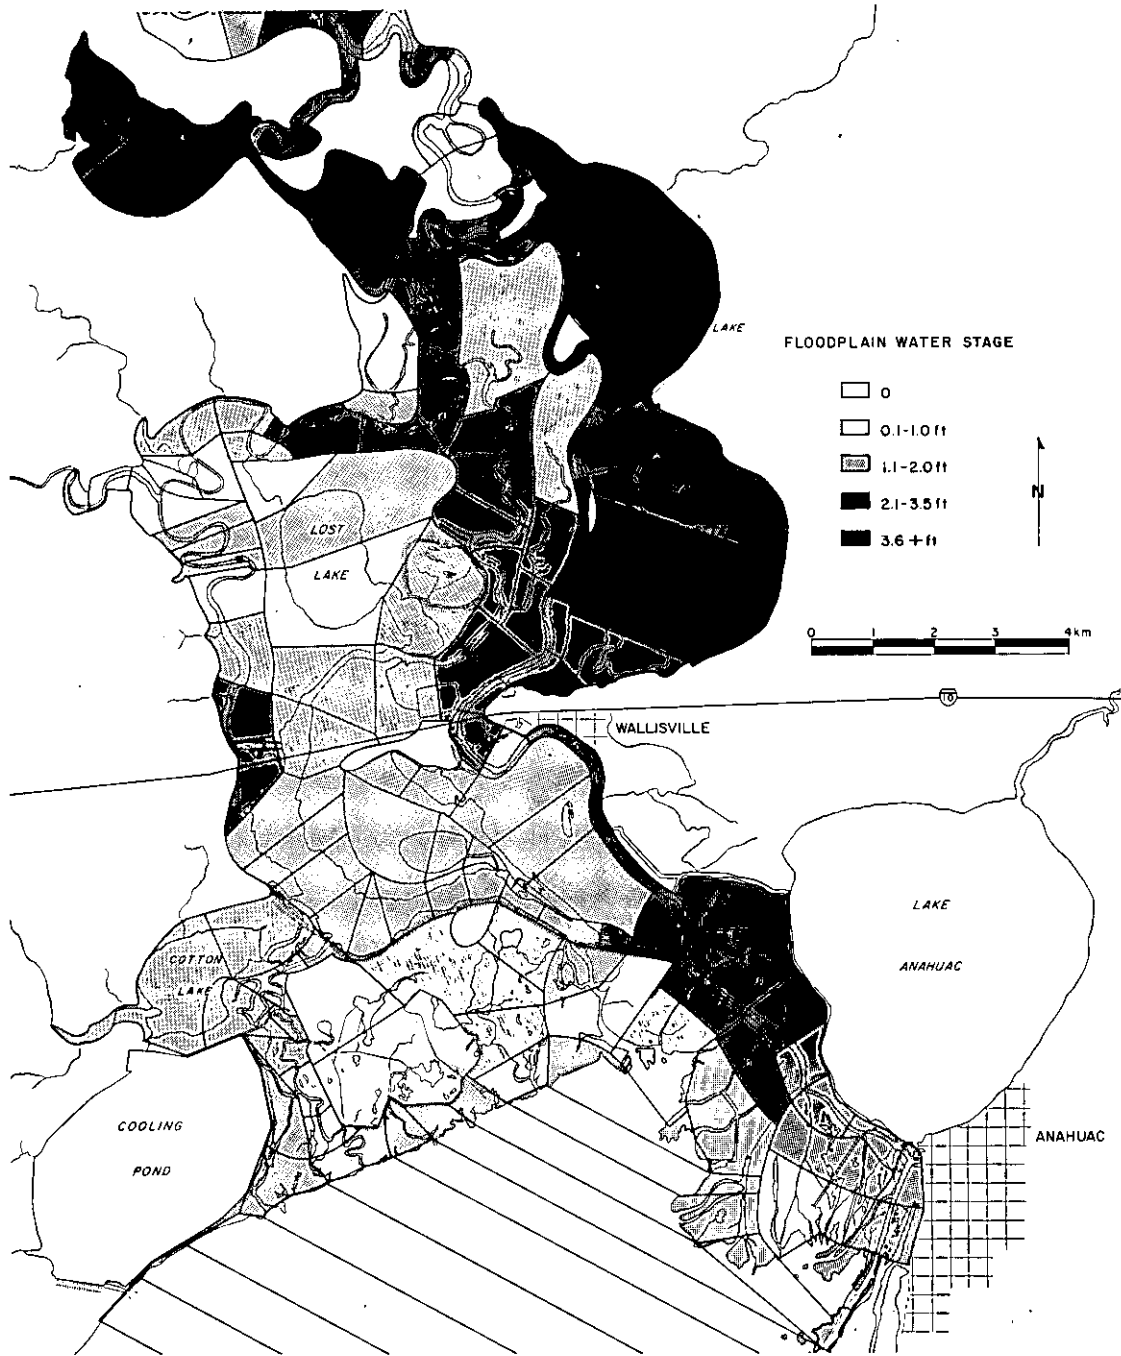 LAKE
FLOODPLAIN WATER STAGE
0
0.1-1.0 ft
1.1-2.0 ft
2.1-3.5 ft
3.6 + ft
N
LOST
LAKE
0 1 2 3 4 km
10
WALLISVILLE
LAKE
ANAHUAC
COTTON
LAKE
COOLING
POND
ANAHUAC